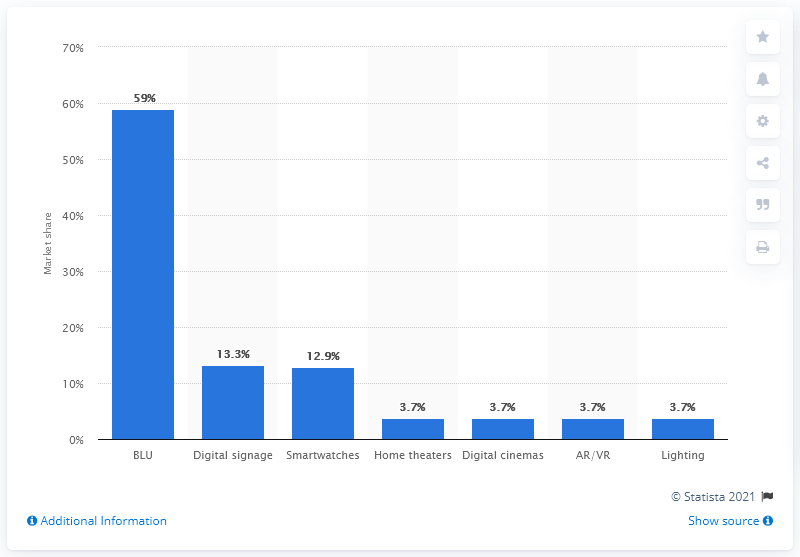 70%
60%
50%
40%
30%
20%
10%
0%
Market share
59%
13.3%
12.9%
3.7%
3.7%
3.7%
3.7%
BLU
Digital signage
Smartwatches
Home theaters
Digital cinemas
AR/VR
Lighting
© Statista 2021
Additional Information
Show source